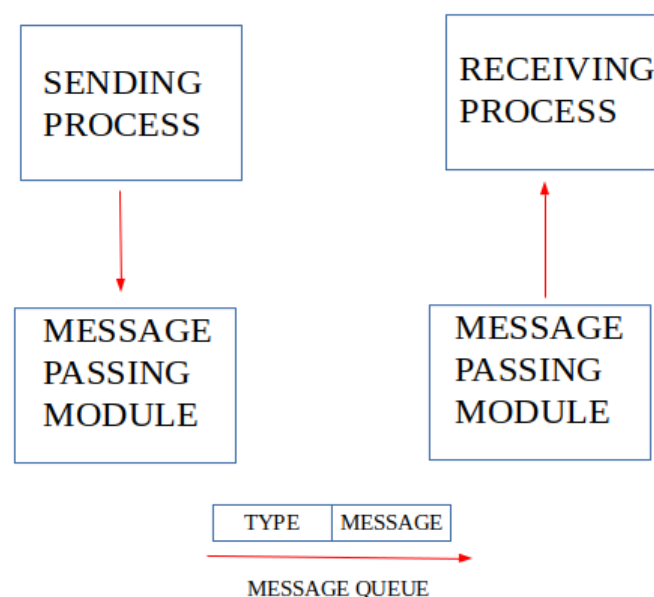 SENDING
PROCESS
RECEIVING
PROCESS
MESSAGE
PASSING
MODULE
MESSAGE
PASSING
MODULE
TYPE
MESSAGE
MESSAGE QUEUE